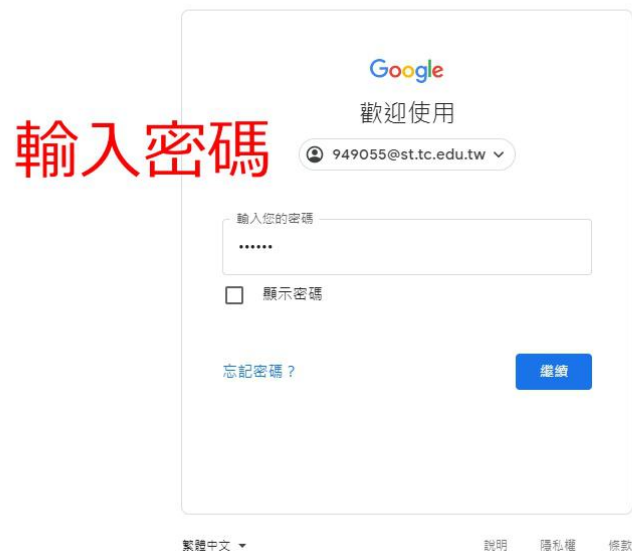 Google
歡迎使用
輸入密碼
949055@st.tc.edu.tw
輸入您的密碼
••••••
顯示密碼
忘記密碼？
繼續
繁體中文
說明 隱私權 條款